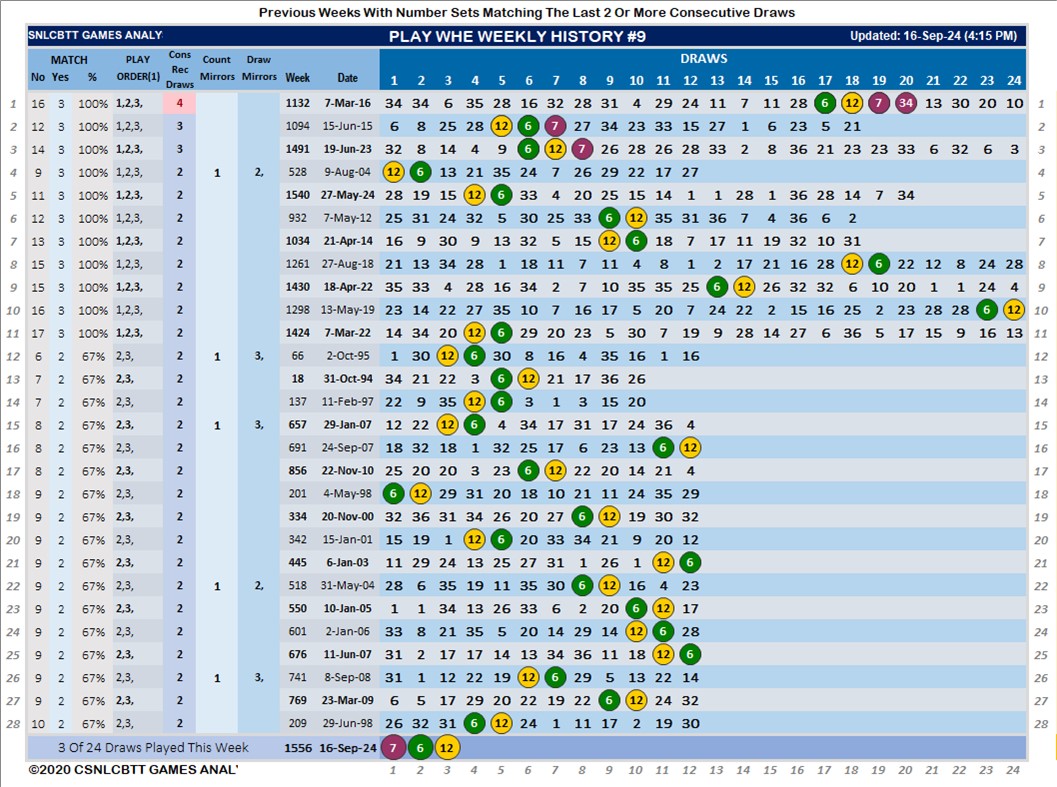 Previous Weeks With Number Sets Matching The Last 2 Or More Consecutive Draws
SNLCBTT GAMES ANALY PLAY WHE WEEKLY HISTORY #9 Updated: 16-Sep-24 (4:15 PM)
MATCH PLAY Cons Rec Draws Count Draw DRAWS
No Yes % ORDER(1) Mirrors Mirrors Week Date 1 2 3 4 5 6 7 8 9 10 11 12 13 14 15 16 17 18 19 20 21 22 23 24
1 16 3 100% 1,2,3, 4 1132 7-Mar-16 34 34 6 35 28 16 32 28 31 4 29 24 11 7 11 28 6 12 7 34 13 30 20 10 1
2 12 3 100% 1,2,3, 3 1094 15-Jun-15 6 8 25 28 12 6 7 27 34 23 33 15 27 1 6 23 5 21 2
3 14 3 100% 1,2,3, 3 1491 19-Jun-23 32 8 14 4 9 6 12 7 26 28 26 28 33 2 8 36 21 23 23 33 6 32 6 3 3
4 9 3 100% 1,2,3, 2 1 2, 528 9-Aug-04 12 6 13 21 35 24 7 26 29 22 17 27 4
5 11 3 100% 1,2,3, 2 1540 27-May-24 28 19 15 12 6 33 4 20 25 15 14 1 1 28 1 36 28 14 7 34 5
6 12 3 100% 1,2,3, 2 932 7-May-12 25 31 24 32 5 30 25 33 6 12 35 31 36 7 4 36 6 2 6
7 13 3 100% 1,2,3, 2 1034 21-Apr-14 16 9 30 9 13 32 5 15 12 6 18 7 17 11 19 32 10 31 7
8 15 3 100% 1,2,3, 2 1261 27-Aug-18 21 13 34 28 1 18 11 7 11 4 8 1 2 17 21 16 28 12 6 22 12 8 24 28 8
9 15 3 100% 1,2,3, 2 1430 18-Apr-22 35 33 4 28 16 34 2 7 10 35 35 25 6 12 26 32 32 6 10 20 1 1 24 4 9
10 16 3 100% 1,2,3, 2 1298 13-May-19 23 14 22 27 35 10 7 16 17 5 20 7 24 22 2 15 16 25 2 23 28 28 6 12 10
11 17 3 100% 1,2,3, 2 1424 7-Mar-22 14 34 20 12 6 29 20 23 5 30 7 19 9 28 14 27 6 36 5 17 15 9 16 13 11
12 6 2 67% 2,3, 2 1 3, 66 2-Oct-95 1 30 12 6 30 8 16 4 35 16 1 16 12
13 7 2 67% 2,3, 2 18 31-Oct-94 34 21 22 3 6 12 21 17 36 26 13
14 7 2 67% 2,3, 2 137 11-Feb-97 22 9 35 12 6 3 1 3 15 20 14
15 8 2 67% 2,3, 2 1 3, 657 29-Jan-07 12 22 12 6 4 34 17 31 17 24 36 4 15
16 8 2 67% 2,3, 2 691 24-Sep-07 18 32 18 1 32 25 17 6 23 13 6 12 16
17 9 2 67% 2,3, 2 856 22-Nov-10 25 20 20 3 23 6 12 22 20 14 21 4 17
18 9 2 67% 2,3, 2 201 4-May-98 6 12 29 31 20 18 10 21 11 24 35 29 18
19 9 2 67% 2,3, 2 334 20-Nov-00 32 36 31 34 26 20 27 6 12 19 30 32 19
20 9 2 67% 2,3, 2 342 15-Jan-01 15 19 1 12 6 20 33 34 21 9 20 12 20
21 9 2 67% 2,3, 2 445 6-Jan-03 11 29 24 13 25 27 31 1 26 1 12 6 21
22 9 2 67% 2,3, 2 1 2, 518 31-May-04 28 6 35 19 11 35 30 6 12 16 4 23 22
23 9 2 67% 2,3, 2 550 10-Jan-05 1 1 34 13 26 33 6 2 20 6 12 17 23
24 9 2 67% 2,3, 2 601 2-Jan-06 33 8 21 35 5 20 14 29 14 12 6 28 24
25 9 2 67% 2,3, 2 676 11-Jun-07 31 2 17 17 14 13 34 36 11 18 12 6 25
26 9 2 67% 2,3, 2 1 3, 741 8-Sep-08 31 1 12 22 19 12 6 29 5 13 22 14 26
27 9 2 67% 2,3, 2 769 23-Mar-09 6 5 17 29 20 22 19 22 6 12 24 32 27
28 10 2 67% 2,3, 2 209 29-Jun-98 26 32 31 6 12 24 1 11 17 2 19 30 28
3 Of 24 Draws Played This Week 1556 16-Sep-24 7 6 12
©2020 CSNLCBTT GAMES ANAL' 1 2 3 4 5 6 7 8 9 10 11 12 13 14 15 16 17 18 19 20 21 22 23 24